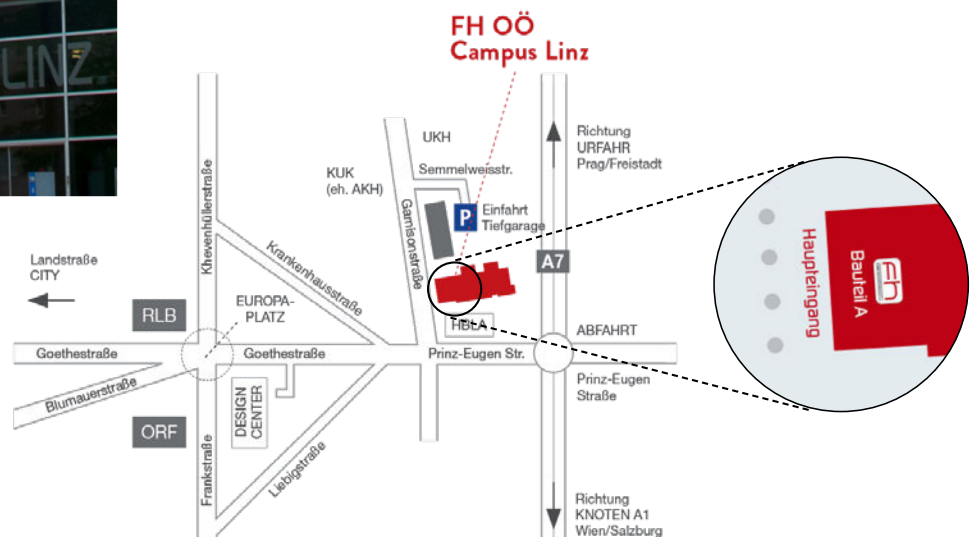 LINZ
FH OÖ
Campus Linz
UKH
Semmelweisstr.
KUK
(eh. AKH)
Garnisonstraße
P
Einfahrt
Tiefgarage
Richtung
URFAHR
Prag/Freistadt
A7
Khevenhüllerstraße
Krankenhausstraße
Landstraße
CITY
RLB
EUROPA-
PLATZ
HBLA
ABFAHRT
Goethestraße
Goethestraße
Prinz-Eugen Str.
Prinz-Eugen
Straße
Blumauerstraße
DESIGN
CENTER
ORF
Frankstraße
Liebigstraße
Richtung
KNOTEN A1
Wien/Salzburg
Haupteingang
Bauteil A
fh